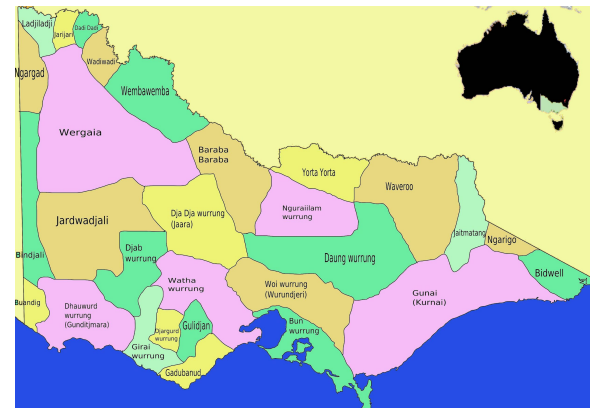 Ladjiladji
Jarijari
Dadi Dadi
Wadiwadi
Ngargad
Wembawemba
Wergaia
Baraba
Baraba
Yorta Yorta
Waveroo
Jardwadjali
Dja Dja wurrung
(Jaara)
Nguraiilam
wurrung
Jaitmatang
Ngarigo
Bindjali
Djab
wurrung
Daung wurrung
Bidwell
Watha
wurrung
Woi wurrung
(Wurundjeri)
Gunai
(Kurnai)
Buandig
Dhauwurd
wurrung
(Gunditjmara)
Girai
wurrung
Djargurd
wurrung
Gulidjan
Bun
wurrung
Gadubanud